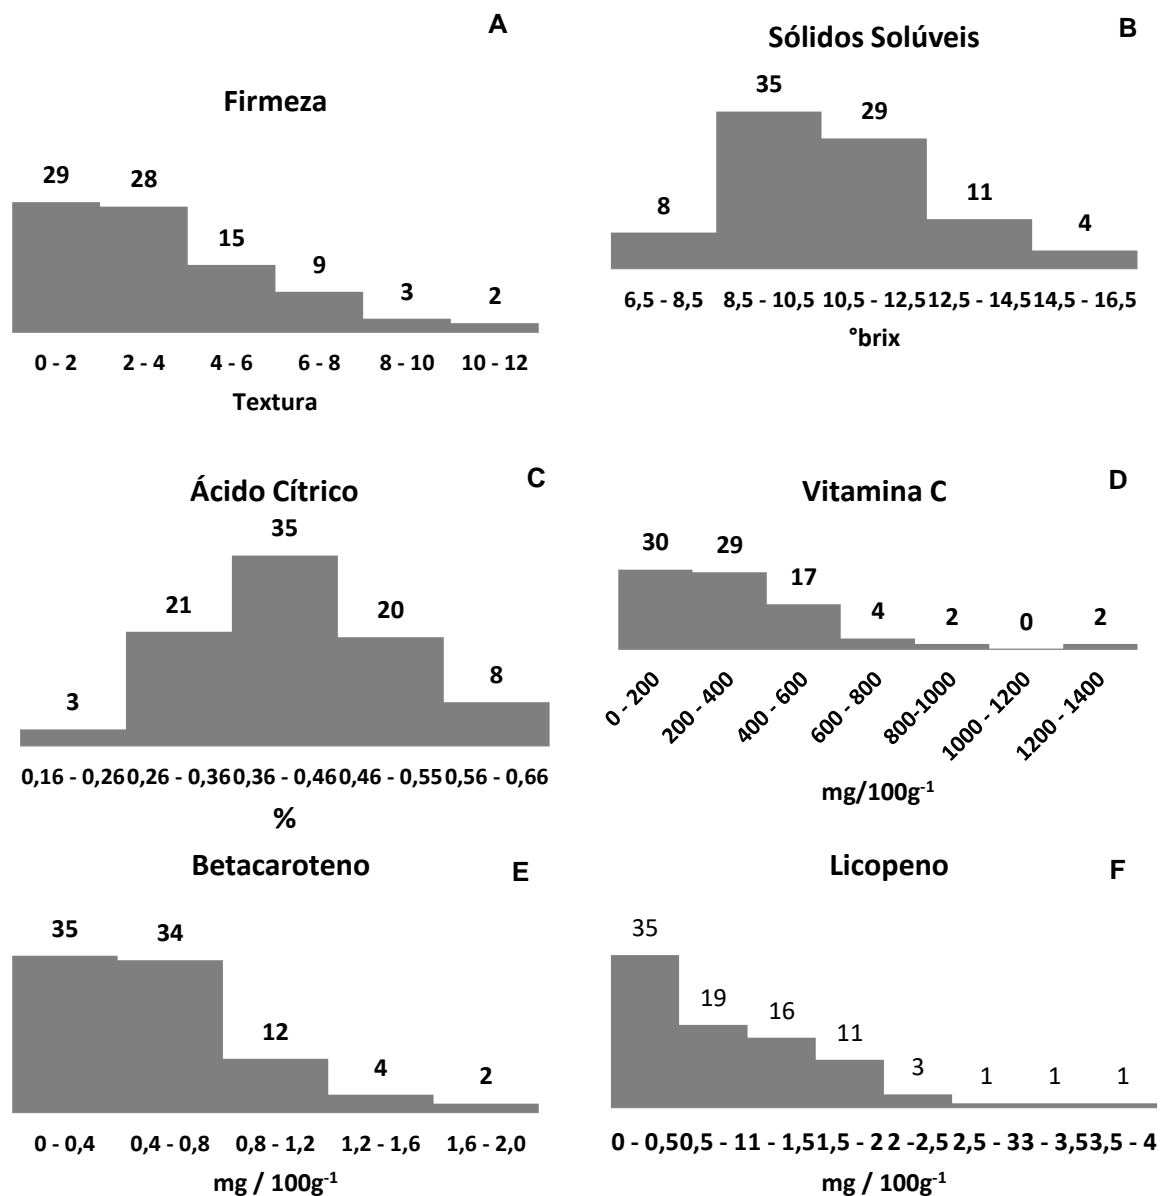 A
Firmeza
29 28 15 9 3 2
0 - 2 2 - 4 4 - 6 6 - 8 8 - 10 10 - 12
Textura
B
Sólidos Solúveis
8 35 29 11 4
6,5 - 8,5 8,5 - 10,5 10,5 - 12,5 12,5 - 14,5 14,5 - 16,5
°brix
C
Ácido Cítrico
3 21 35 20 8
0,16 - 0,26 0,26 - 0,36 0,36 - 0,46 0,46 - 0,55 0,56 - 0,66
%
D
Vitamina C
30 29 17 4 2 0 2
0 - 200 200 - 400 400 - 600 600 - 800 800-1000 1000 - 1200 1200 - 1400
mg/100g⁻¹
Betacaroteno
E
35 34 12 4 2
0 - 0,4 0,4 - 0,8 0,8 - 1,2 1,2 - 1,6 1,6 - 2,0
mg / 100g⁻¹
Licopeno
F
35 19 16 11 3 1 1 1
0 - 0,5 0,5 - 1 1 - 1,5 1,5 - 2 2 -2,5 2,5 - 3 3 - 3,5 3,5 - 4
mg / 100g⁻¹